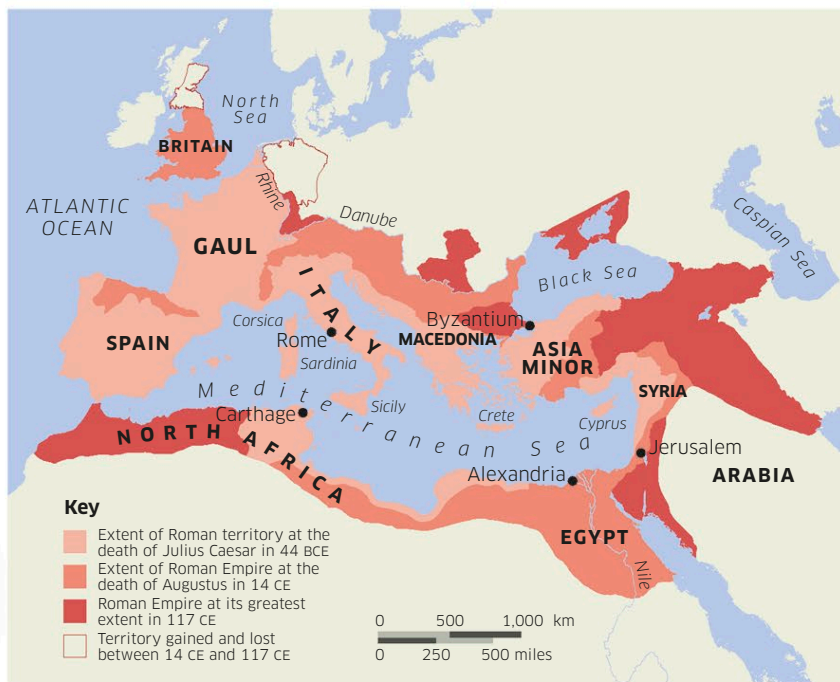 North
Sea
BRITAIN
ATLANTIC
OCEAN
Rhine
Danube
GAUL
Caspian Sea
Black Sea
ITALY
SPAIN
Corsica
Rome
Byzantium
MACEDONIA
ASIA
MINOR
Sardinia
SYRIA
Mediterranean Sea
Sicily
Carthage
Crete
Cyprus
NORTH AFRICA
Jerusalem
Alexandria
ARABIA
EGYPT
Nile
Key
Extent of Roman territory at the
death of Julius Caesar in 44 BCE
Extent of Roman Empire at the
death of Augustus in 14 CE
Roman Empire at its greatest
extent in 117 CE
Territory gained and lost
between 14 CE and 117 CE
0 500 1,000 km
0 250 500 miles